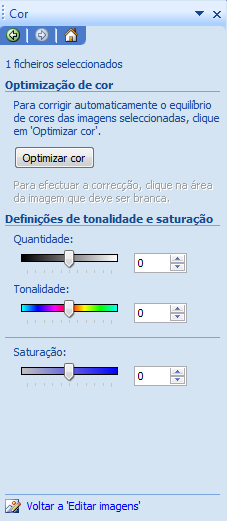 Cor
1 ficheiros seleccionados
Optimização de cor
Para corrigir automaticamente o equilíbrio
de cores das imagens seleccionadas, clique
em 'Optimizar cor'.
Optimizar cor
Para efectuar a correcção, clique na área
da imagem que deve ser branca.
Definições de tonalidade e saturação
Quantidade:
0
Tonalidade:
0
Saturação:
0
Voltar a 'Editar imagens'